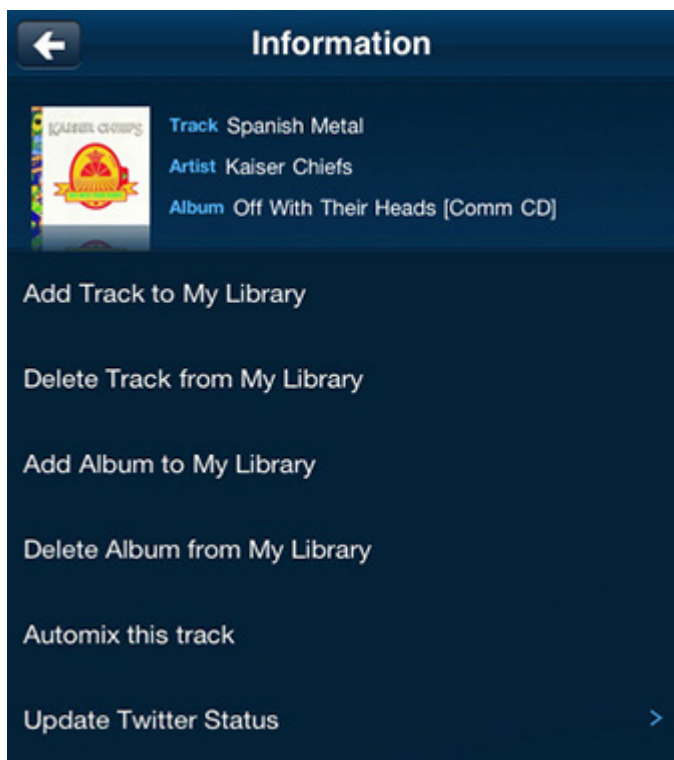 Information
KAISER CHIEFS
Track Spanish Metal
Artist Kaiser Chiefs
Album Off With Their Heads [Comm CD]
Add Track to My Library
Delete Track from My Library
Add Album to My Library
Delete Album from My Library
Automix this track
Update Twitter Status >